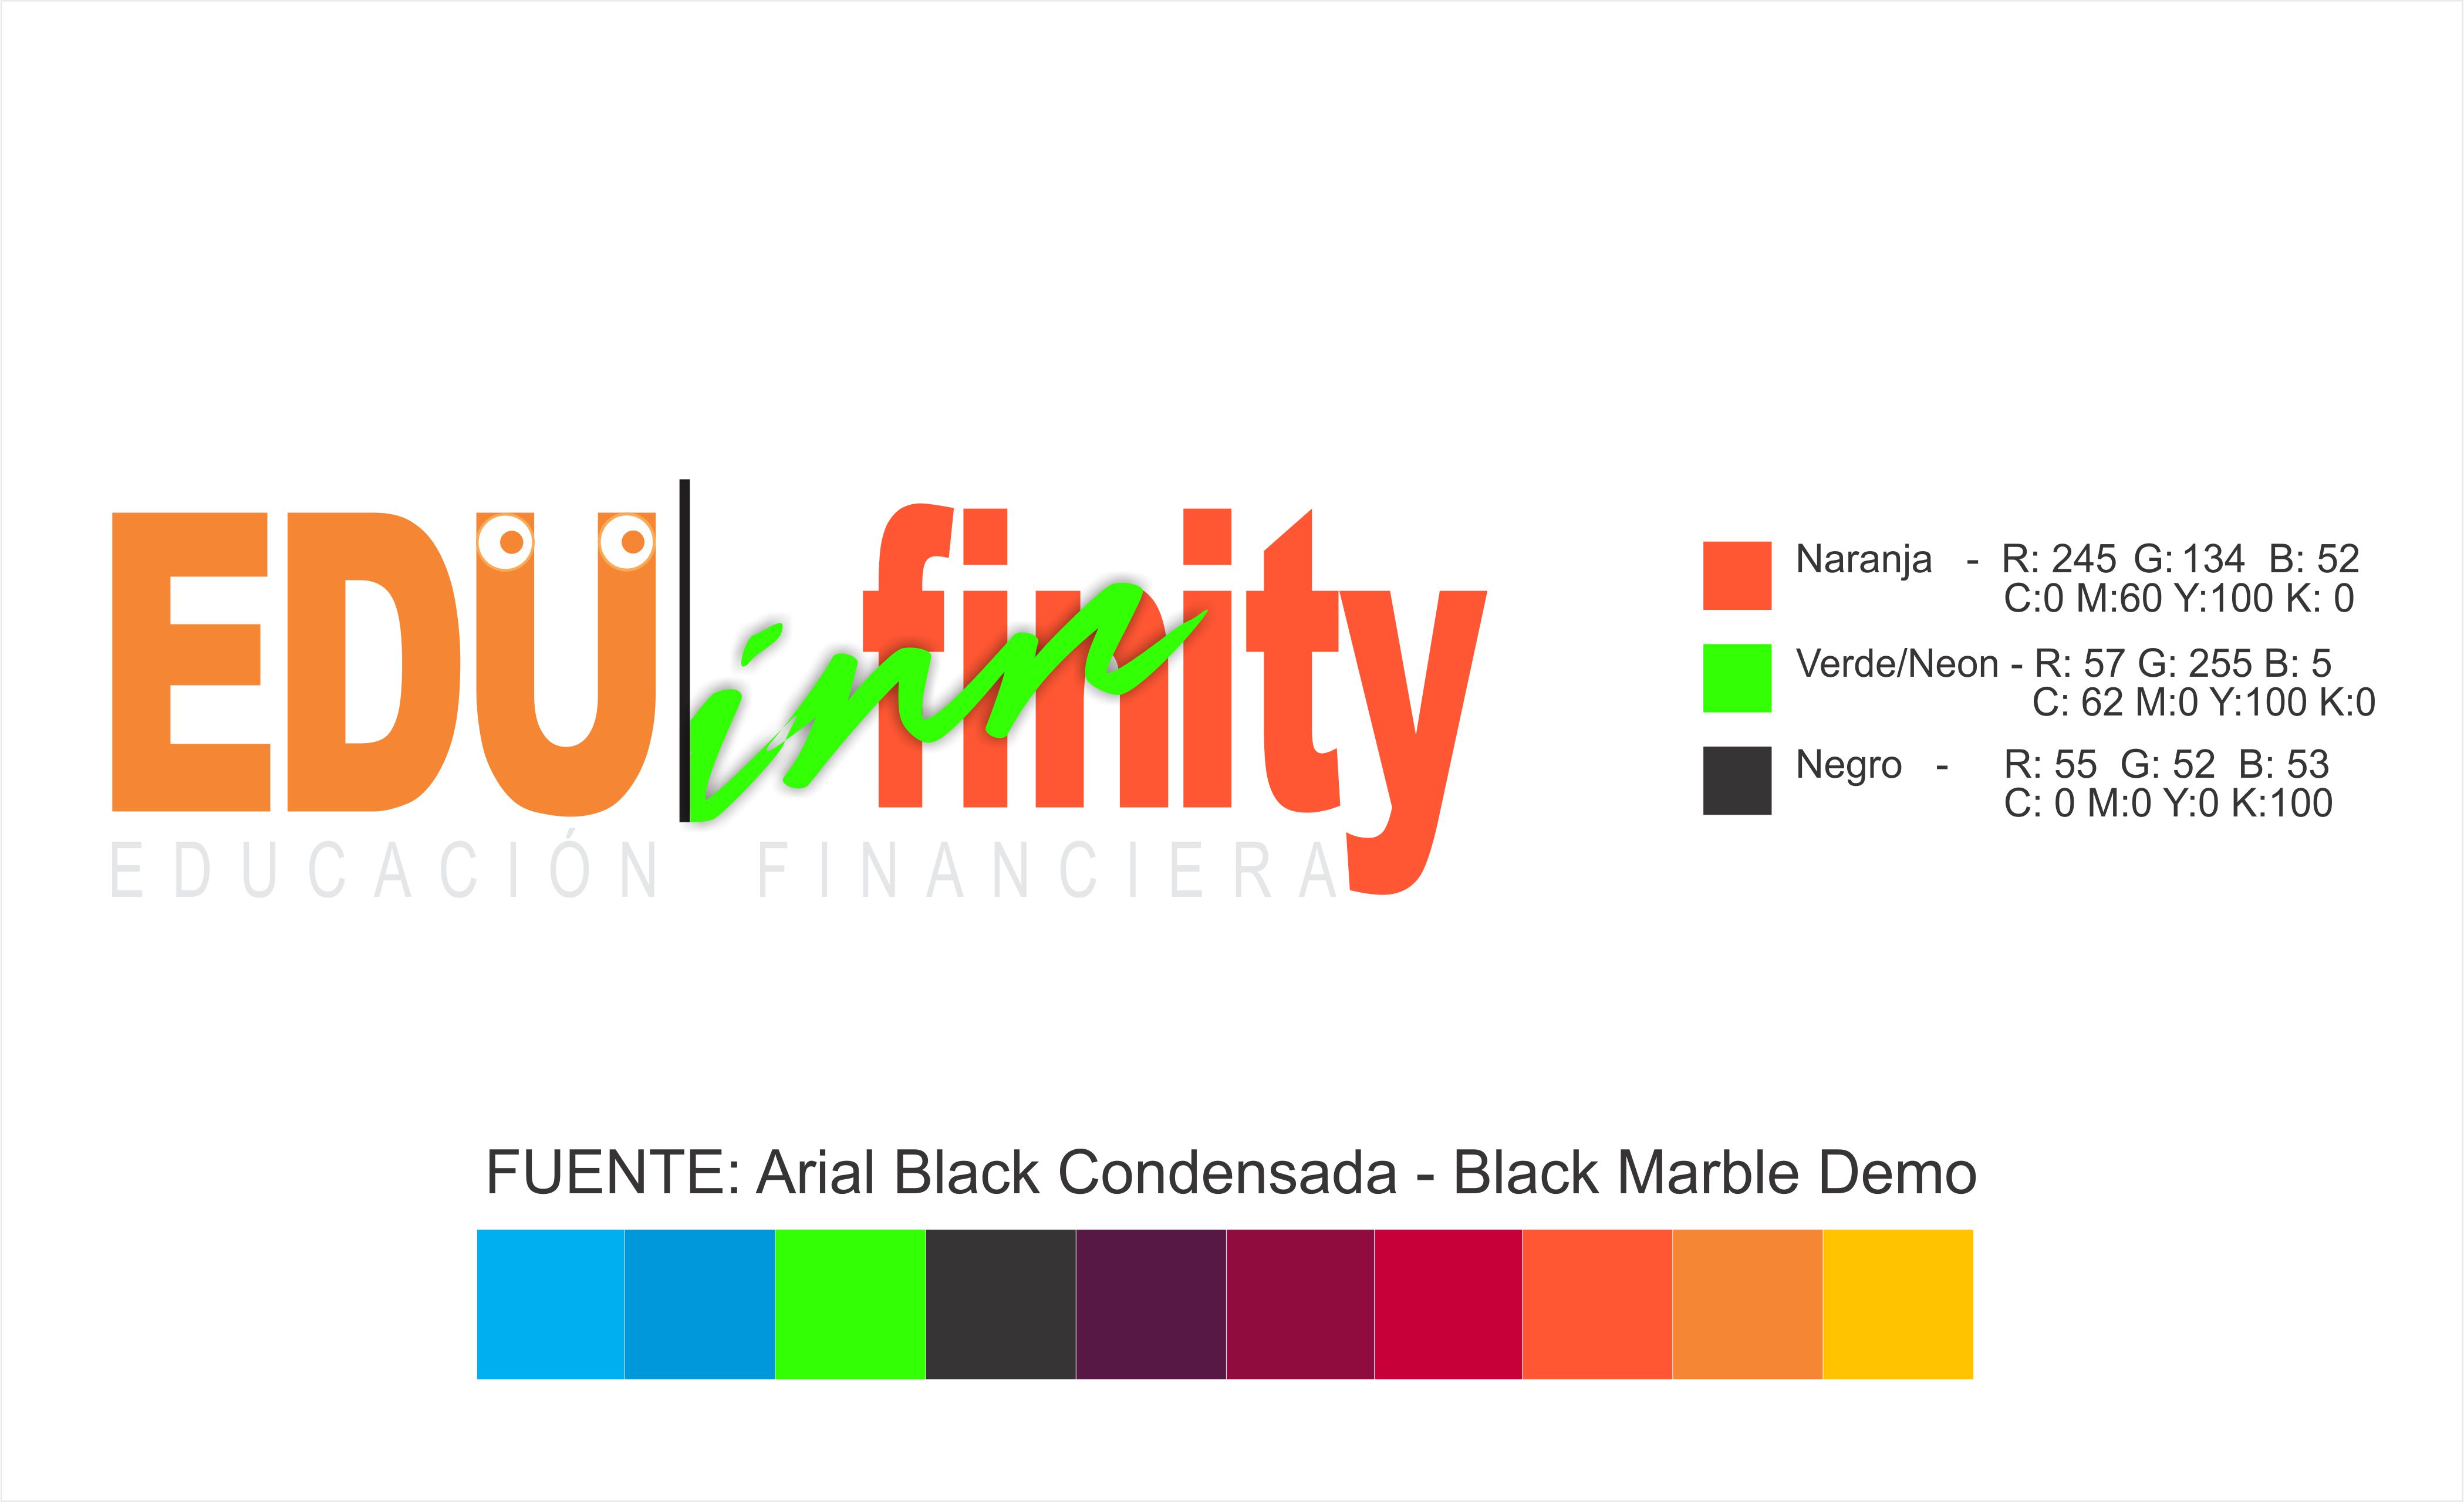 EDU inn finity
EDUCACIÓN FINANCIERA
Naranja - R: 245 G: 134 B: 52
C:0 M:60 Y:100 K: 0
Verde/Neon - R: 57 G: 255 B: 5
C: 62 M:0 Y:100 K:0
Negro - R: 55 G: 52 B: 53
C: 0 M:0 Y:0 K:100
FUENTE: Arial Black Condensada - Black Marble Demo